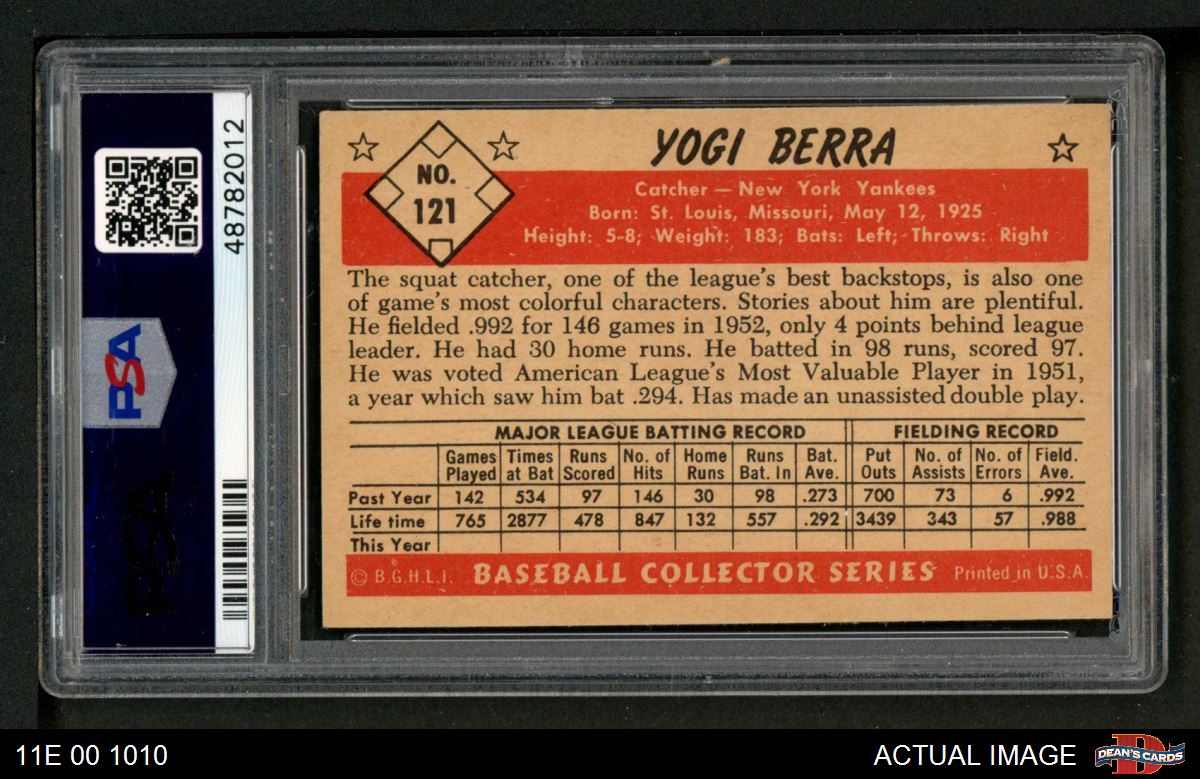 48782012
PSA
PSA
NO.
121
YOGI BERRA
Catcher — New York Yankees
Born: St. Louis, Missouri, May 12, 1925
Height: 5-8; Weight: 183; Bats: Left; Throws: Right
The squat catcher, one of the league's best backstops, is also one
of game's most colorful characters. Stories about him are plentiful.
He fielded .992 for 146 games in 1952, only 4 points behind league
leader. He had 30 home runs. He batted in 98 runs, scored 97.
He was voted American League's Most Valuable Player in 1951,
a year which saw him bat .294. Has made an unassisted double play.
MAJOR LEAGUE BATTING RECORD FIELDING RECORD
Games Times Runs No. of Home Runs Bat. Put No. of No. of Field.
Played at Bat Scored Hits Runs Bat. In Ave. Outs Assists Errors Ave.
Past Year 142 534 97 146 30 98 .273 700 73 6 .992
Life time 765 2877 478 847 132 557 .292 3439 343 57 .988
This Year
© B.G.H.L.I. BASEBALL COLLECTOR SERIES Printed in U.S.A.
11E 00 1010 ACTUAL IMAGE DEAN'S CARDS